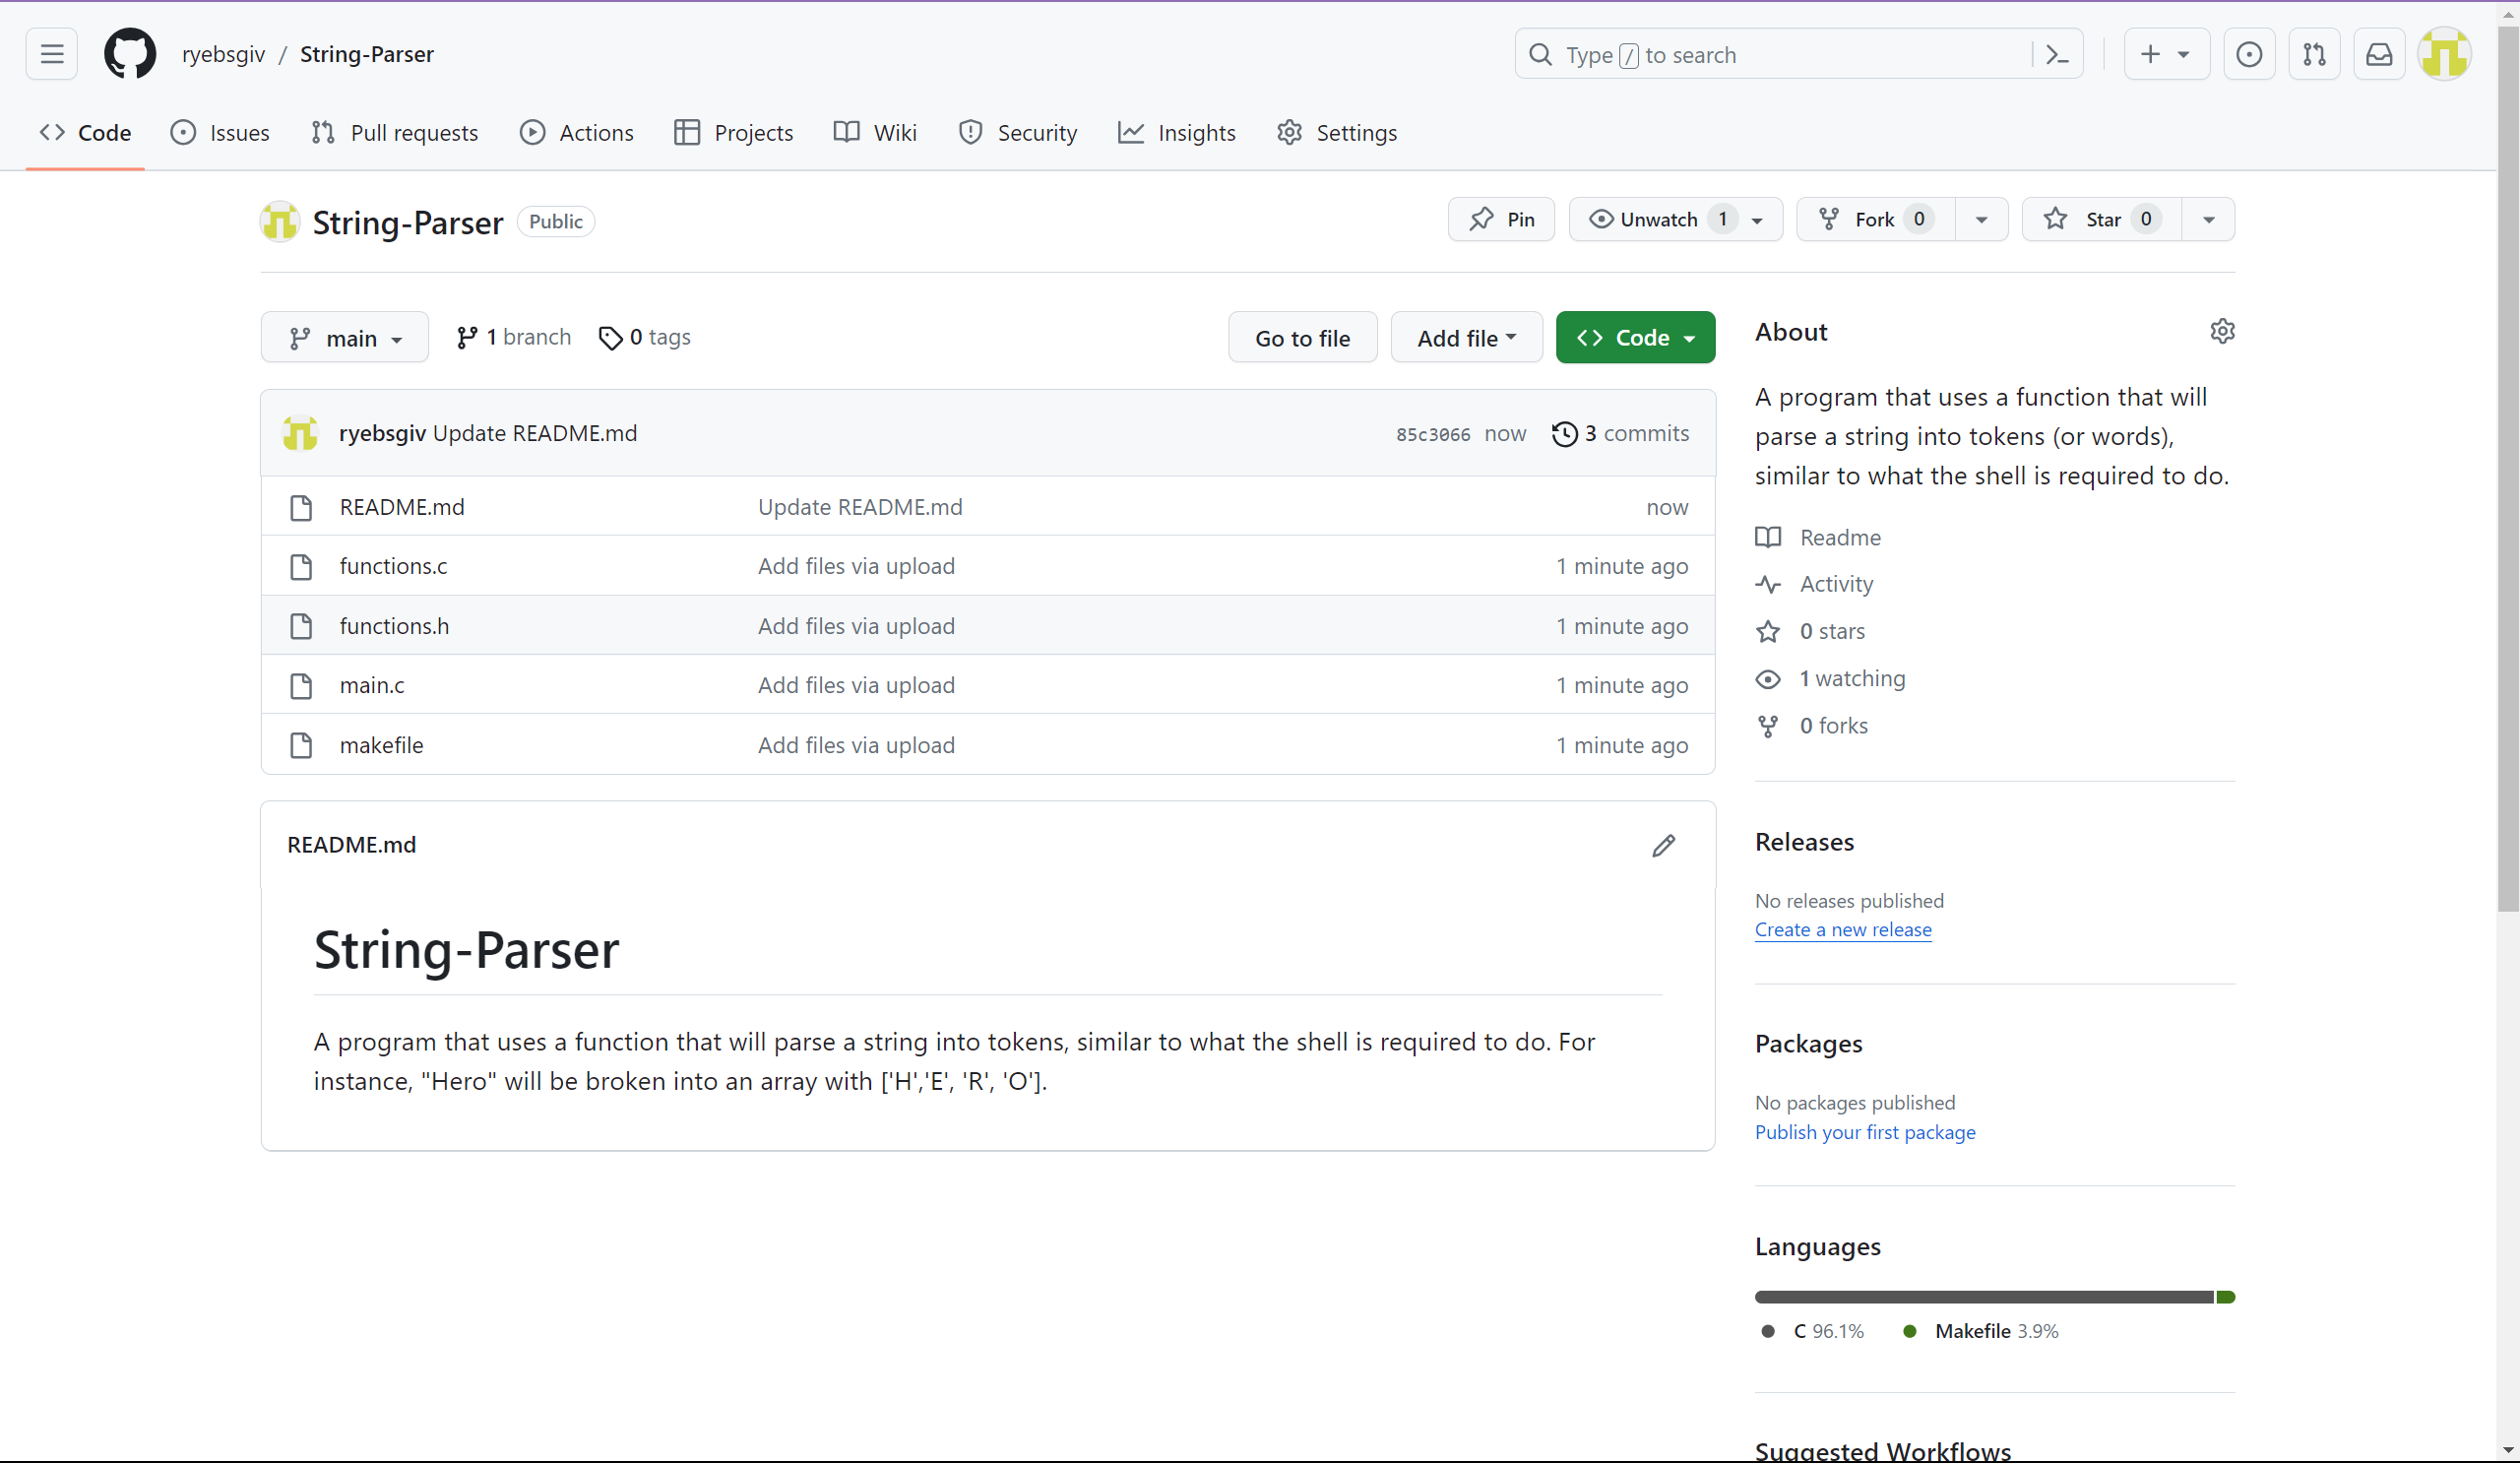 ryebsgiv / String-Parser
Type / to search
Code Issues Pull requests Actions Projects Wiki Security Insights Settings
String-Parser Public
Pin Unwatch 1 Fork 0 Star 0
main 1 branch 0 tags
Go to file Add file Code
ryebsgiv Update README.md 85c3066 now 3 commits
README.md Update README.md now
functions.c Add files via upload 1 minute ago
functions.h Add files via upload 1 minute ago
main.c Add files via upload 1 minute ago
makefile Add files via upload 1 minute ago
README.md
String-Parser
A program that uses a function that will parse a string into tokens, similar to what the shell is required to do. For
instance, "Hero" will be broken into an array with ['H','E', 'R', 'O'].
About
A program that uses a function that will
parse a string into tokens (or words),
similar to what the shell is required to do.
Readme
Activity
0 stars
1 watching
0 forks
Releases
No releases published
Create a new release
Packages
No packages published
Publish your first package
Languages
C 96.1% Makefile 3.9%
Suggested Workflows